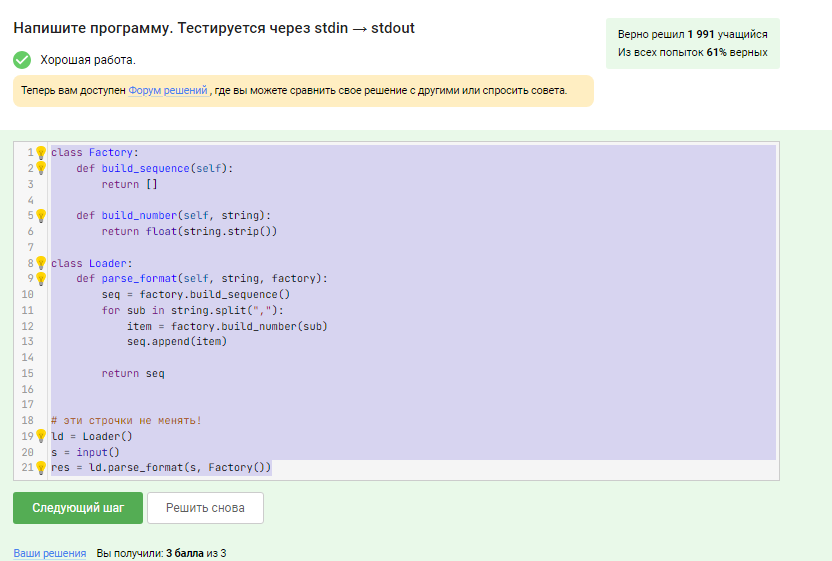 Напишите программу. Тестируется через stdin → stdout
Верно решил 1 991 учащийся
Из всех попыток 61% верных
Хорошая работа.
Теперь вам доступен Форум решений , где вы можете сравнить свое решение с другими или спросить совета.
1 class Factory:
2     def build_sequence(self):
3         return []
4
5     def build_number(self, string):
6         return float(string.strip())
7
8 class Loader:
9     def parse_format(self, string, factory):
10         seq = factory.build_sequence()
11         for sub in string.split(","):
12             item = factory.build_number(sub)
13             seq.append(item)
14
15         return seq
16
17
18 # эти строчки не менять!
19 ld = Loader()
20 s = input()
21 res = ld.parse_format(s, Factory())
Следующий шаг
Решить снова
Ваши решения Вы получили: 3 балла из 3